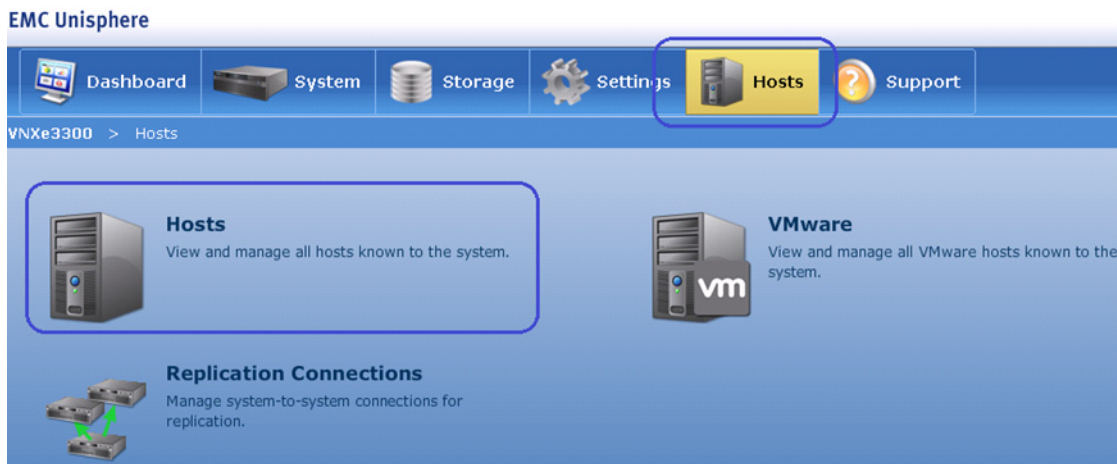 EMC Unisphere
Dashboard System Storage Settings Hosts Support
VNXe3300 > Hosts
Hosts
View and manage all hosts known to the system.
VMware
View and manage all VMware hosts known to the
system.
vm
Replication Connections
Manage system-to-system connections for
replication.